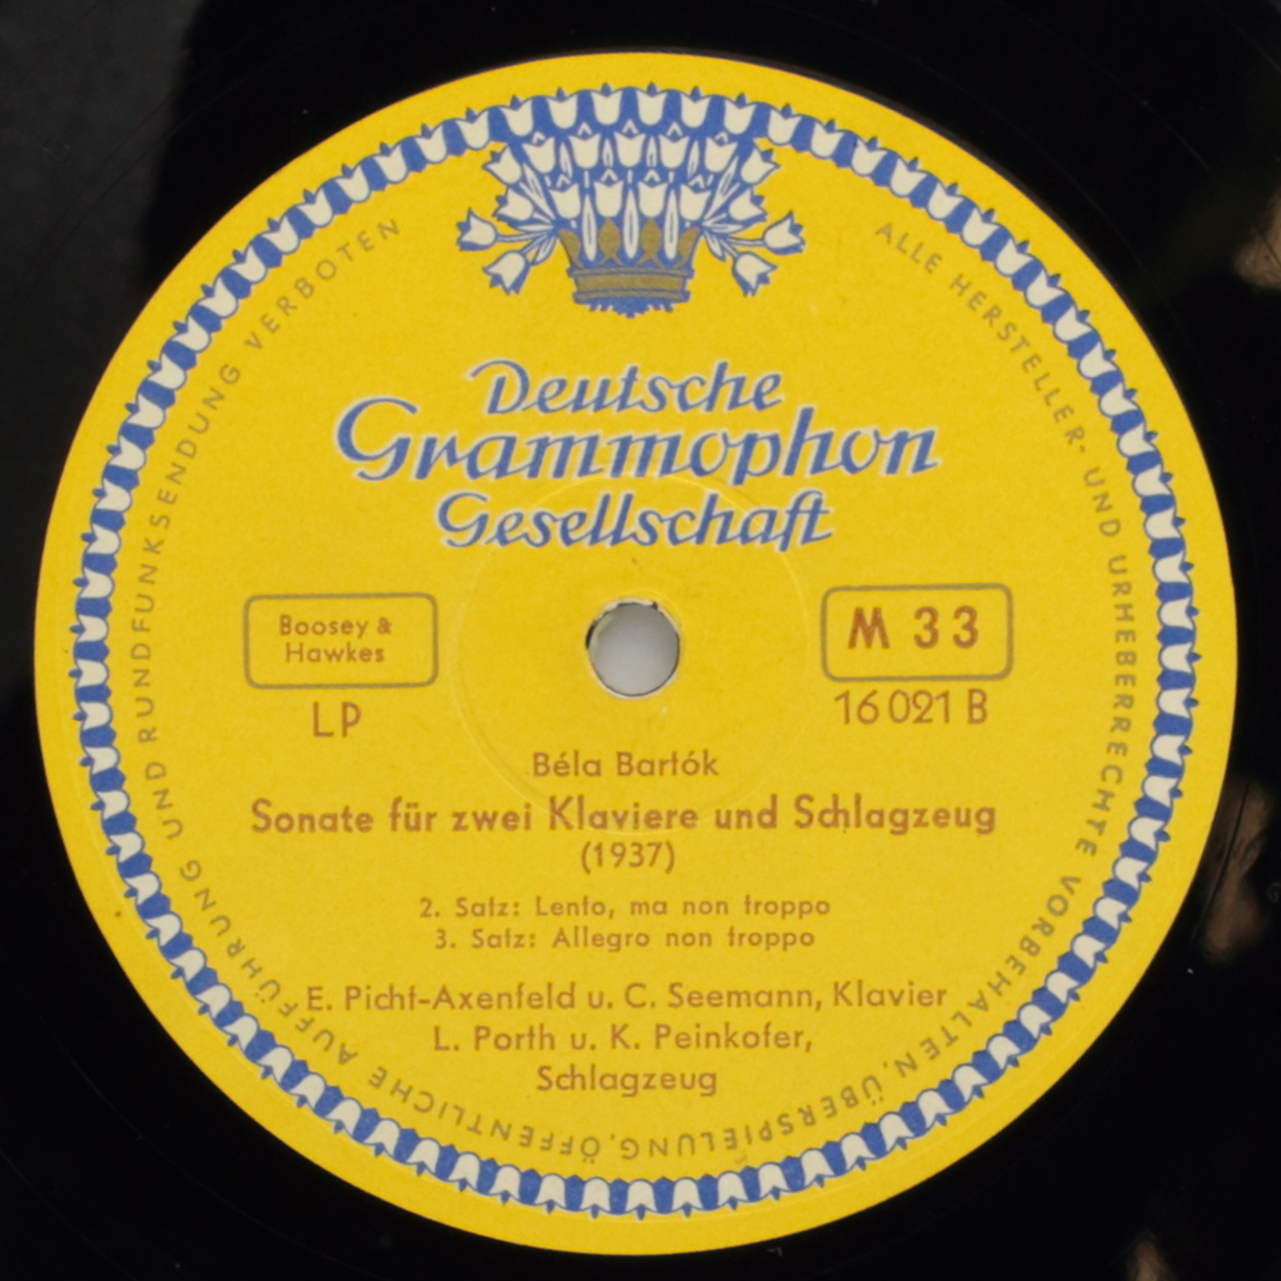 Deutsche
Grammophon
Gesellschaft
Boosey &
Hawkes
LP
M 33
16 021 B
Béla Bartók
Sonate für zwei Klaviere und Schlagzeug
(1937)
2. Satz: Lento, ma non troppo
3. Satz: Allegro non troppo
E. Picht-Axenfeld u. C. Seemann, Klavier
L. Porth u. K. Peinkofer,
Schlagzeug
ALLE HERSTELLER- UND URHEBERRECHTE VORBEHALTEN, ÜBERSPIELUNG, ÖFFENTLICHE AUFFÜHRUNG UND RUNDFUNKSENDUNG VERBOTEN